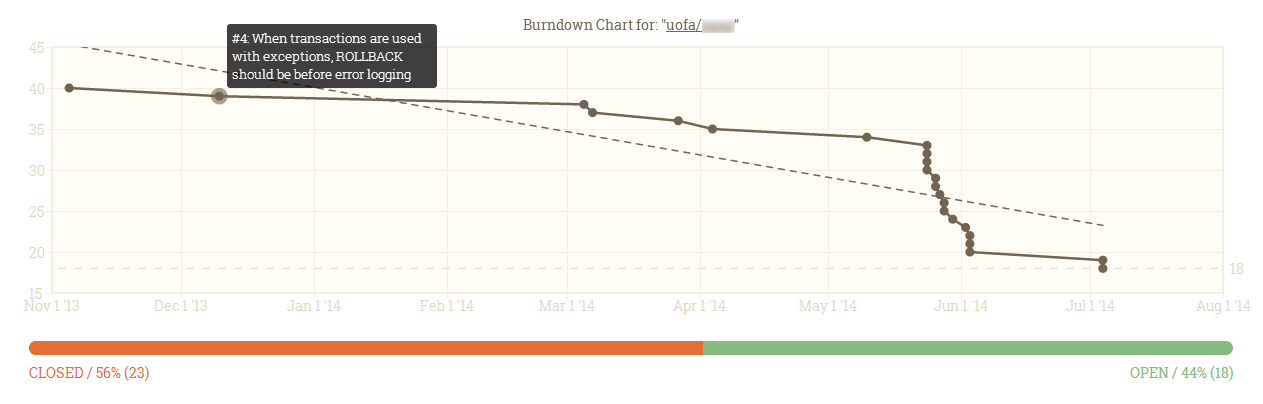 Burndown Chart for: "uofa/ "
#4: When transactions are used
with exceptions, ROLLBACK
should be before error logging
45
40
35
30
25
20
18
15
Nov 1 '13 Dec 1 '13 Jan 1 '14 Feb 1 '14 Mar 1 '14 Apr 1 '14 May 1 '14 Jun 1 '14 Jul 1 '14 Aug 1 '14
CLOSED / 56% (23) OPEN / 44% (18)